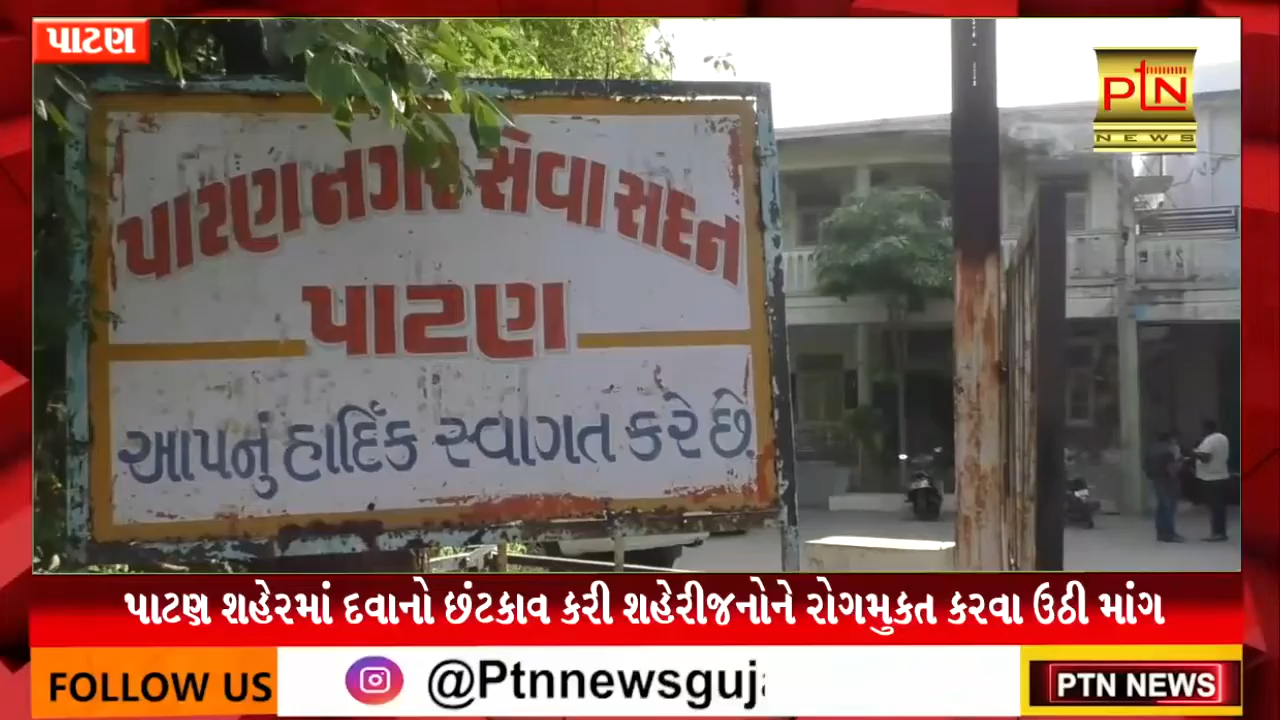 પાટણ
PTN
NEWS
પાટણ નગર સેવા સદન
પાટણ
આપનું હાર્દિક સ્વાગત કરે છે.
પાટણ શહેરમાં દવાનો છંટકાવ કરી શહેરીજનોને રોગમુકત કરવા ઉઠી માંગ
FOLLOW US @Ptnnewsguj PTN NEWS